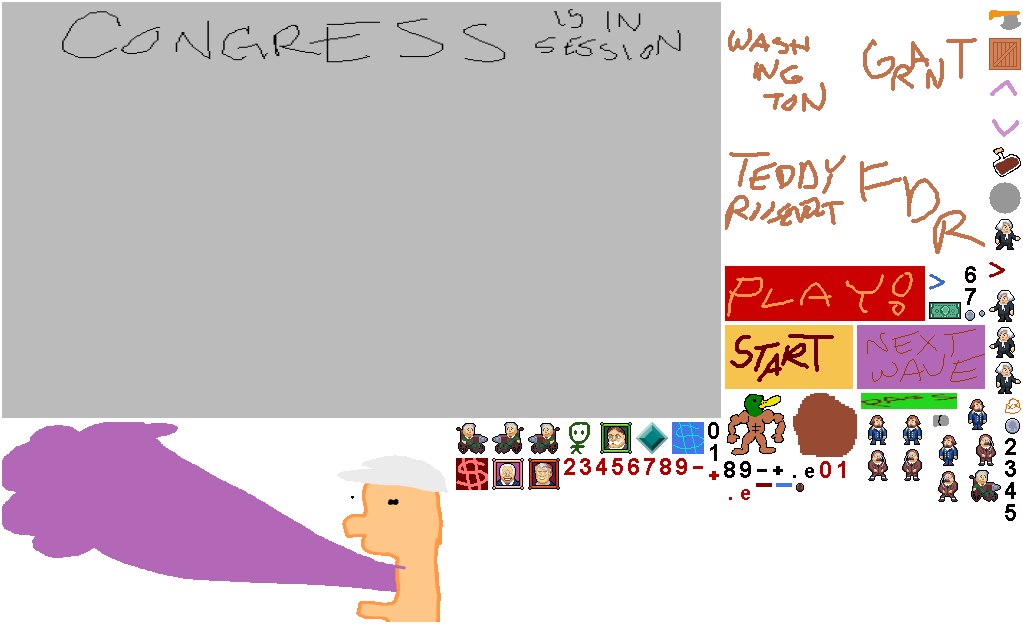 CONGRESS IS IN SESSION
WASH
ING
TON
GRANT
TEDDY
FDR
PLAY!
START
NEXT
WAVE
> 6
7
>
0
1
$
$
23456789-
+
89-+.e01
.e
2
3
4
5